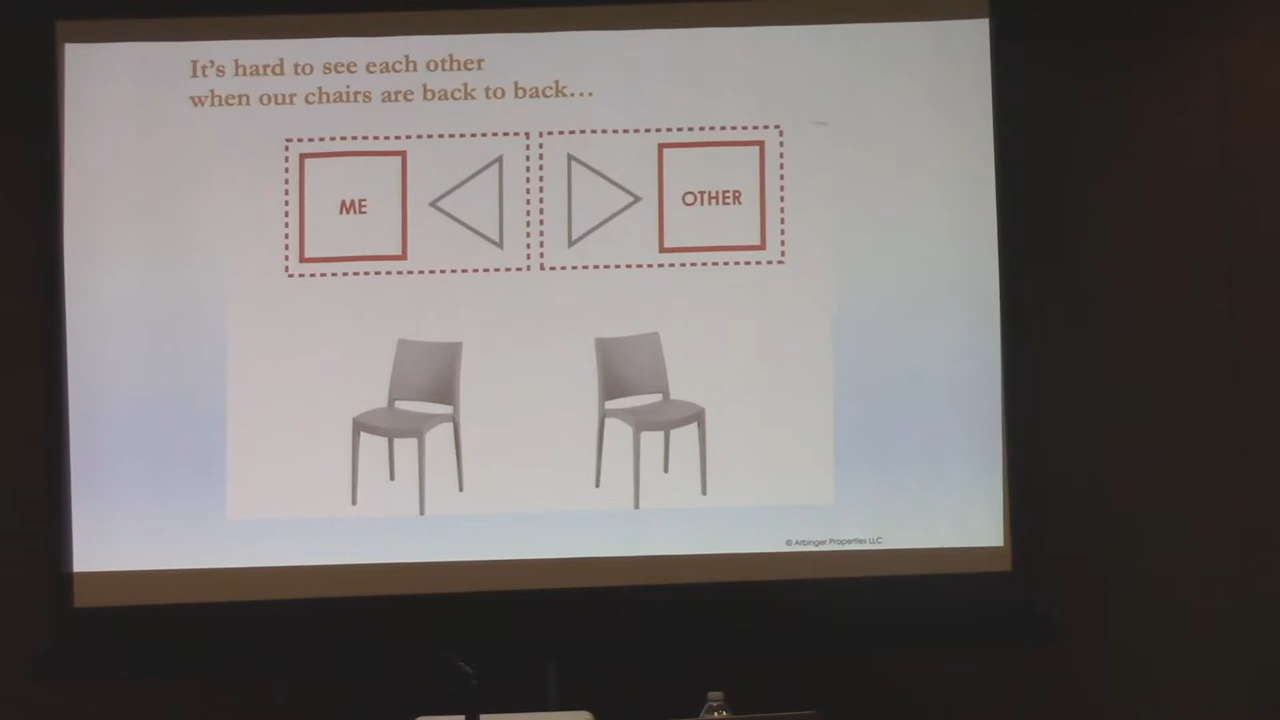 It's hard to see each other
when our chairs are back to back...
ME
OTHER
© Arbinger Properties LLC